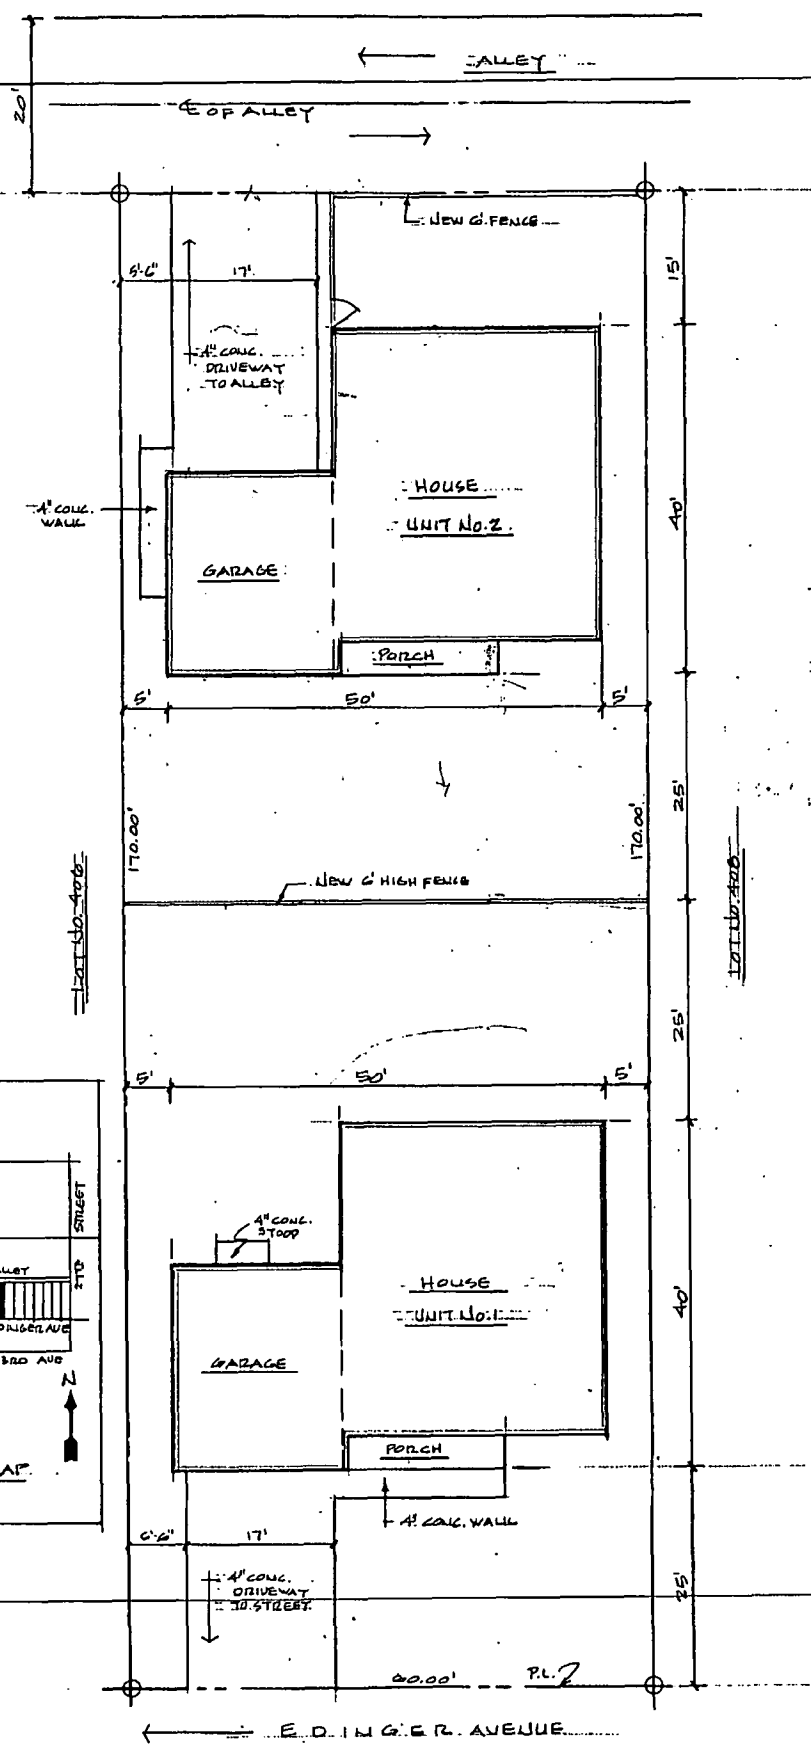 ALLEY
20'
℄ OF ALLEY
NEW 6' FENCE
15'
5'-6"
17'
4" CONC.
DRIVEWAY
TO ALLEY
HOUSE
UNIT No. 2
40'
4" CONC.
WALK
GARAGE
PORCH
5'
50'
5'
170.00'
170.00'
25'
NEW 6' HIGH FENCE
LOT No. 406
LOT No. 408
25'
5'
50'
5'
STREET
4" CONC.
STOOP
HOUSE
UNIT No. 1
40'
GARAGE
DINGER AVE
3RD AVE
N
AP
PORCH
4" CONC. WALK
6'-6"
17'
4" CONC.
DRIVEWAY
TO STREET
25'
60.00'
P.L.
EDINGER AVENUE